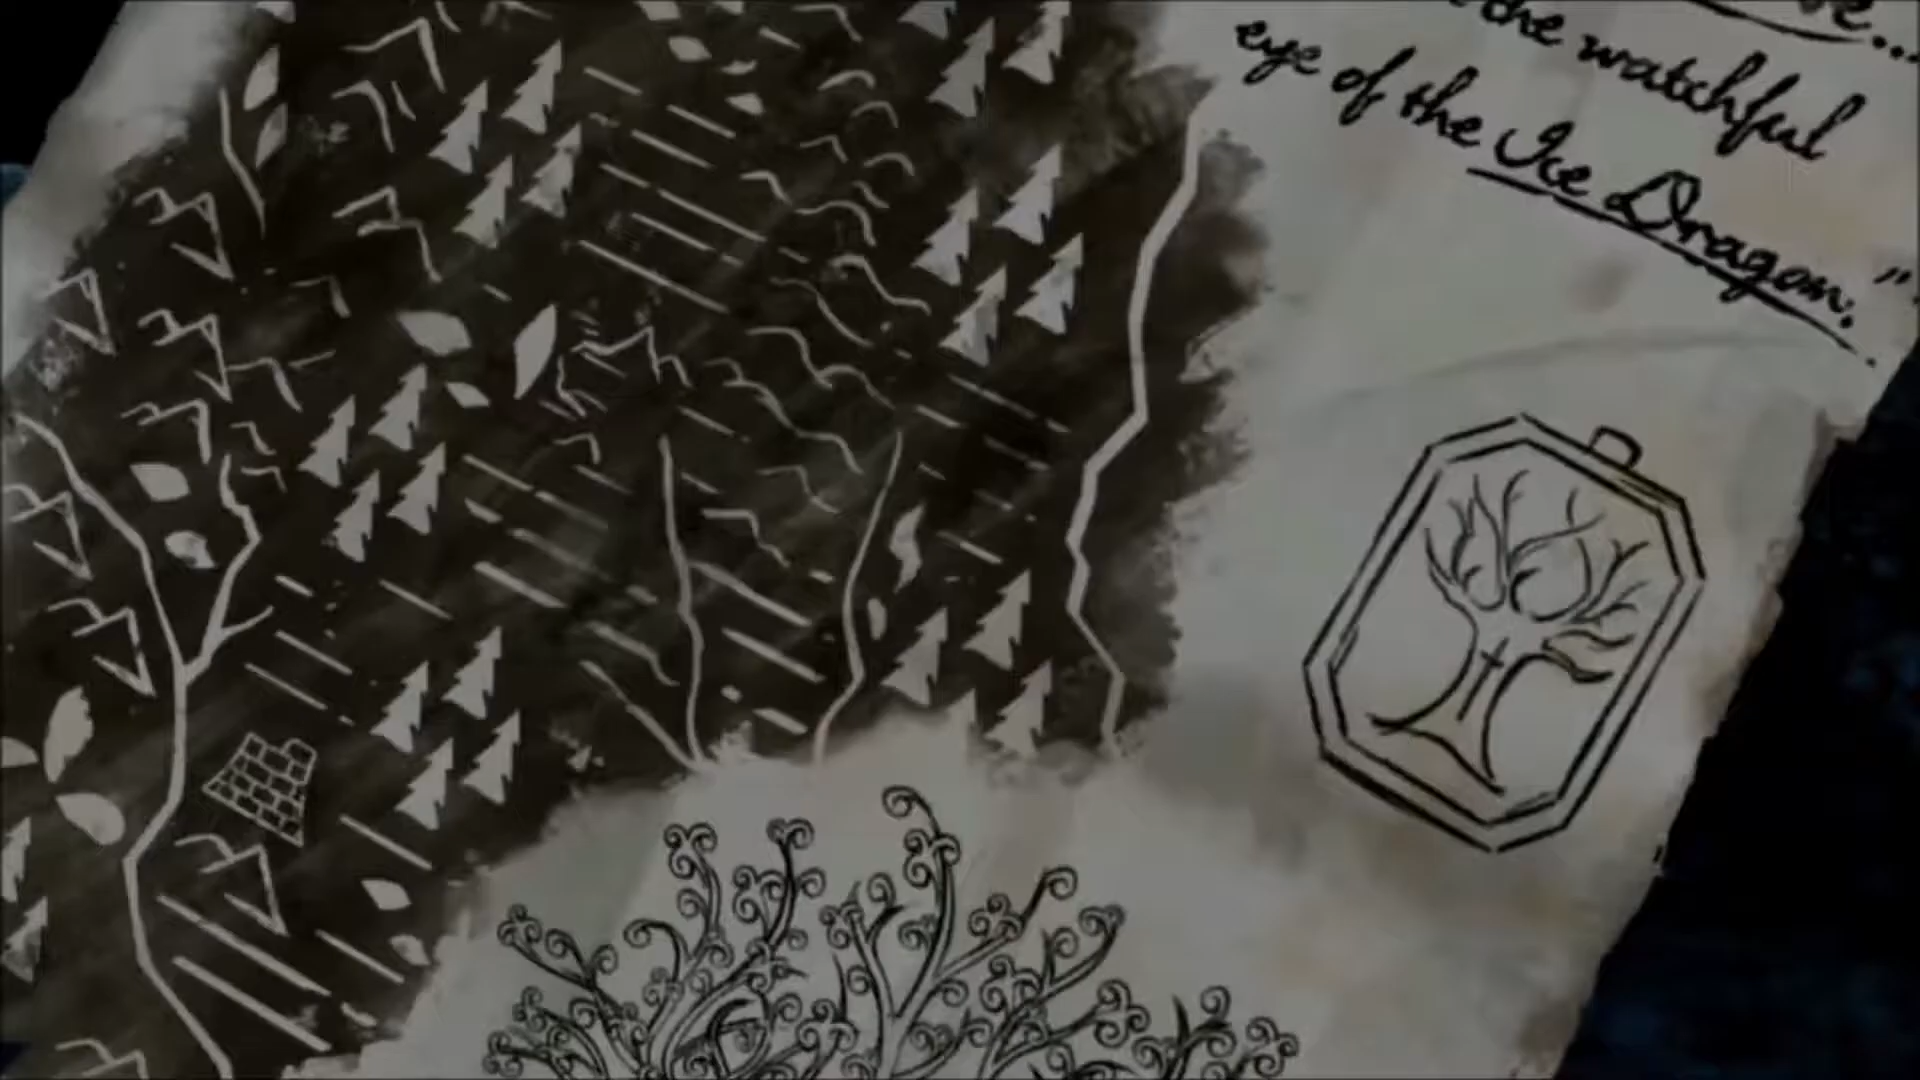 the watchful
eye of the Ice Dragon."